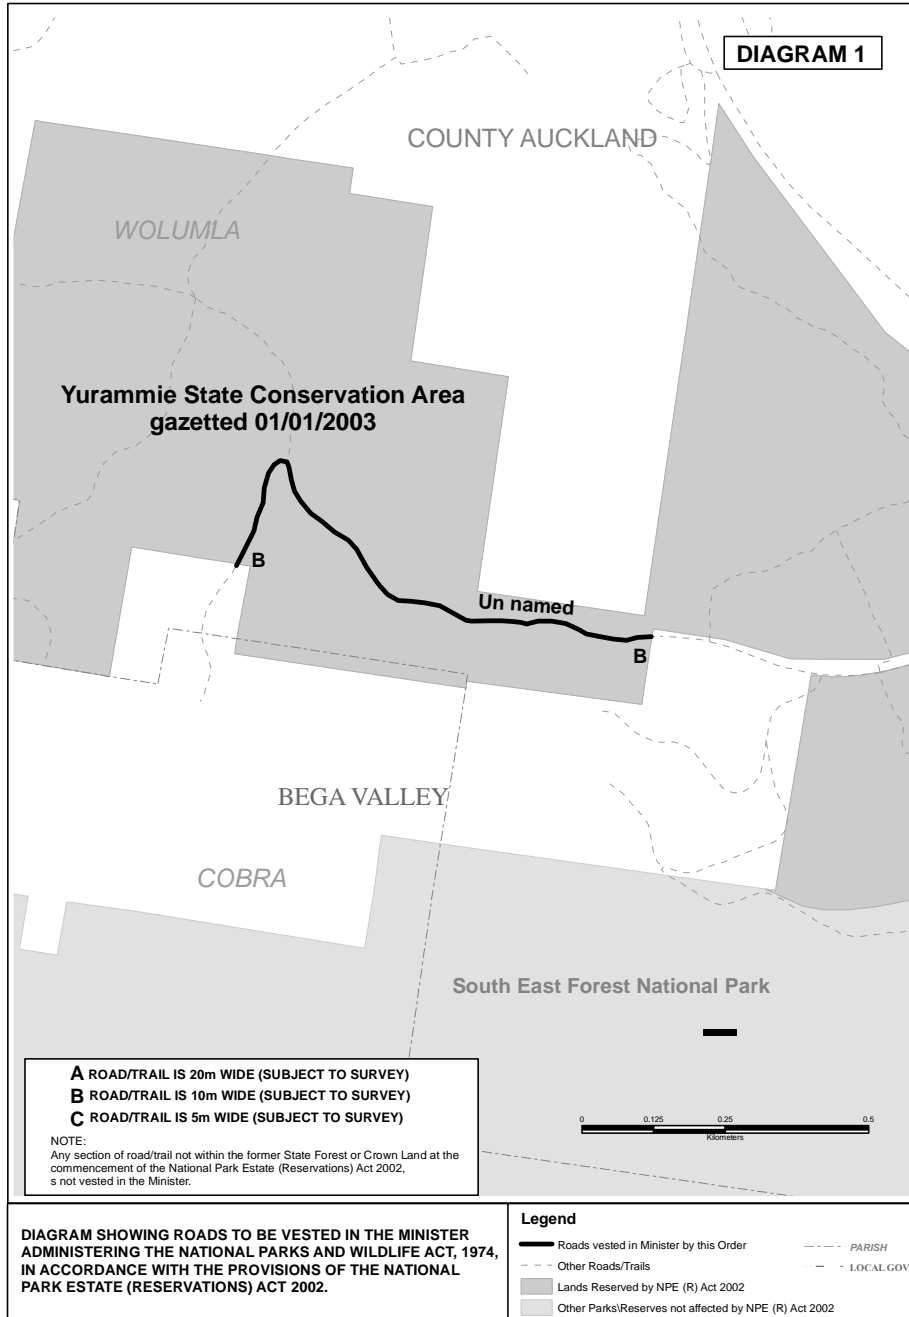 DIAGRAM 1
COUNTY AUCKLAND
WOLUMLA
Yurammie State Conservation Area
gazetted 01/01/2003
B
Un named
B
BEGA VALLEY
COBRA
South East Forest National Park
A ROAD/TRAIL IS 20m WIDE (SUBJECT TO SURVEY)
B ROAD/TRAIL IS 10m WIDE (SUBJECT TO SURVEY)
C ROAD/TRAIL IS 5m WIDE (SUBJECT TO SURVEY)
NOTE:
Any section of road/trail not within the former State Forest or Crown Land at the
commencement of the National Park Estate (Reservations) Act 2002,
s not vested in the Minister.
0 0.125 0.25 0.5
Kilometers
DIAGRAM SHOWING ROADS TO BE VESTED IN THE MINISTER
ADMINISTERING THE NATIONAL PARKS AND WILDLIFE ACT, 1974,
IN ACCORDANCE WITH THE PROVISIONS OF THE NATIONAL
PARK ESTATE (RESERVATIONS) ACT 2002.
Legend
Roads vested in Minister by this Order
Other Roads/Trails
Lands Reserved by NPE (R) Act 2002
Other Parks\Reserves not affected by NPE (R) Act 2002
PARISH
LOCAL GOV